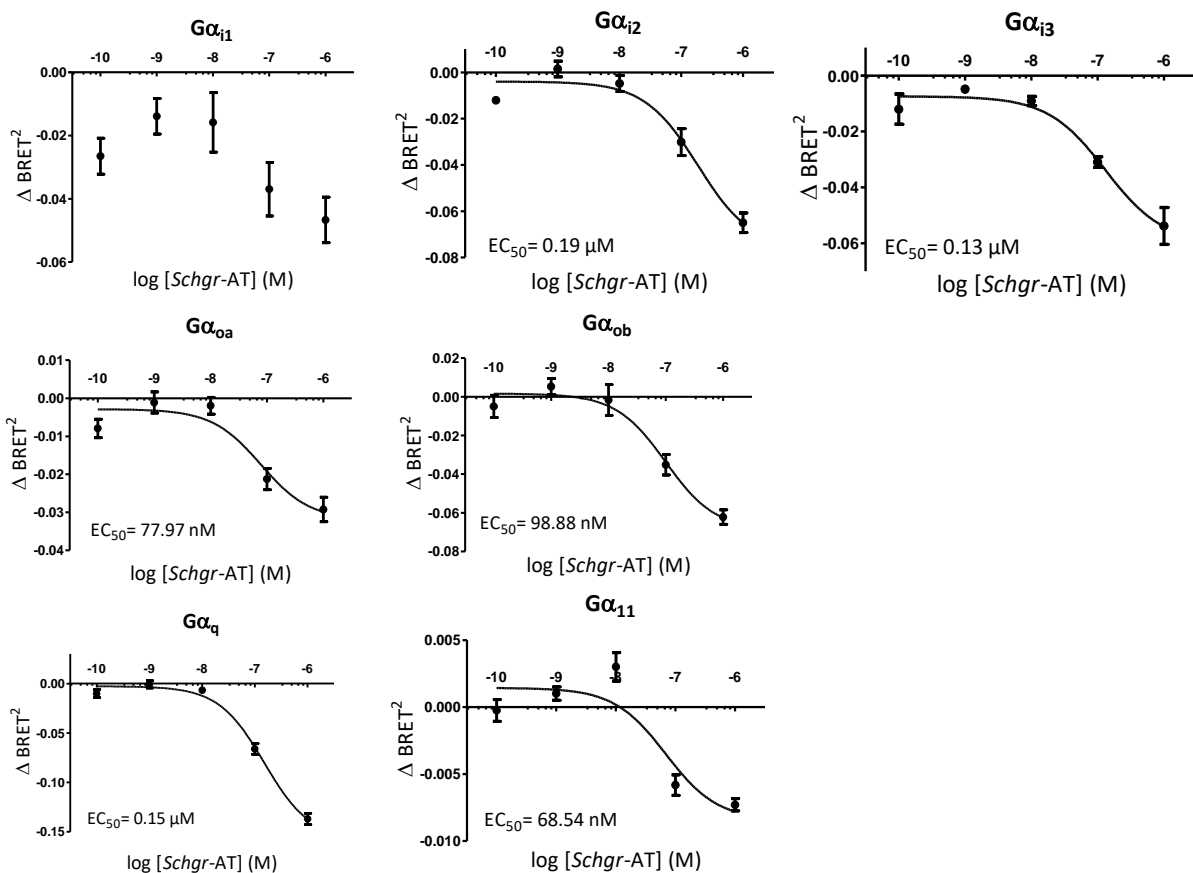 Gα_i1
-10 -9 -8 -7 -6
0.00
-0.02
-0.04
-0.06
Δ BRET²
log [Schgr-AT] (M)
Gα_i2
-10 -9 -8 -7 -6
0.00
-0.02
-0.04
-0.06
-0.08
Δ BRET²
EC₅₀ = 0.19 µM
log [Schgr-AT] (M)
Gα_i3
-10 -9 -8 -7 -6
0.00
-0.02
-0.04
-0.06
Δ BRET²
EC₅₀ = 0.13 µM
log [Schgr-AT] (M)
Gα_oa
0.01
-10 -9 -8 -7 -6
0.00
-0.01
-0.02
-0.03
-0.04
Δ BRET²
EC₅₀= 77.97 nM
log [Schgr-AT] (M)
Gα_ob
0.02
-10 -9 -8 -7 -6
0.00
-0.02
-0.04
-0.06
-0.08
Δ BRET²
EC₅₀= 98.88 nM
log [Schgr-AT] (M)
Gα_q
-10 -9 -8 -7 -6
0.00
-0.05
-0.10
-0.15
Δ BRET²
EC₅₀= 0.15 µM
log [Schgr-AT] (M)
Gα_11
0.005
-10 -9 -8 -7 -6
0.000
-0.005
-0.010
Δ BRET²
EC₅₀= 68.54 nM
log [Schgr-AT] (M)